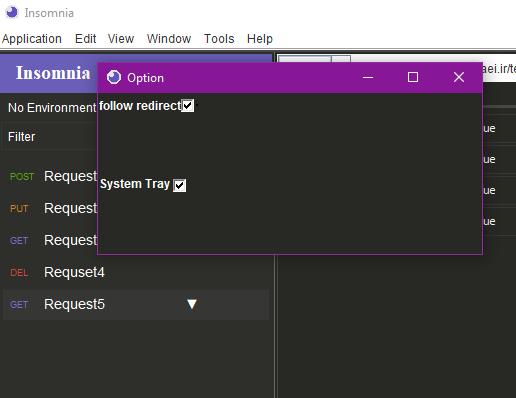 Insomnia
Application Edit View Window Tools Help
Insomnia
Option
aei.ir/te
No Environment
follow redirect
Filter
ue
ue
POST Request
System Tray
ue
PUT Request
ue
GET Request
DEL Requset4
GET Request5